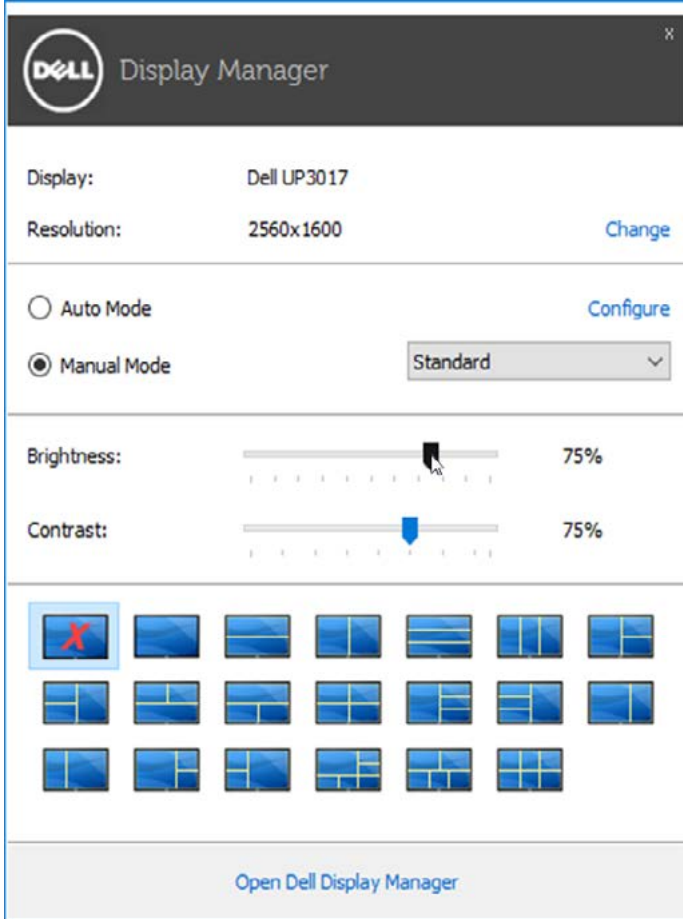 x
DELL Display Manager
Display: Dell UP3017
Resolution: 2560x1600 Change
Auto Mode Configure
Manual Mode Standard
Brightness: 75%
Contrast: 75%
X
Open Dell Display Manager